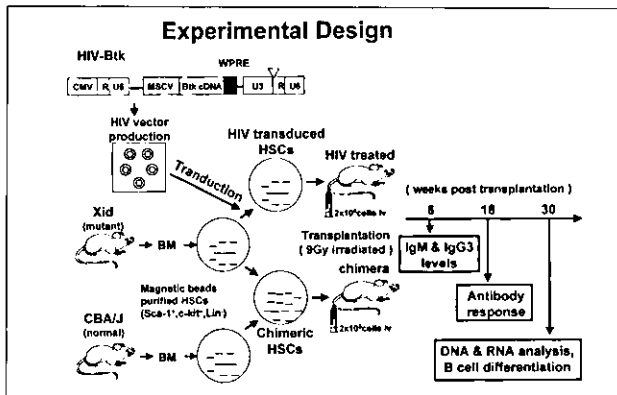 Experimental Design
HIV-Btk
WPRE
CMV R U5 MSCV Btk cDNA U3 R U5
HIV vector
production
Tranduction
HIV transduced
HSCs
HIV treated
2x10⁶cells iv
Xid
(mutant)
BM
Transplantation
( 9Gy irradiated )
Magnetic beads
purified HSCs
(Sca-1⁺,c-kit⁺,Lin⁻)
CBA/J
(normal)
BM
Chimeric
HSCs
chimera
2x10⁶cells iv
( weeks post transplantation )
6 18 30
IgM & IgG3
levels
Antibody
response
DNA & RNA analysis,
B cell differentiation